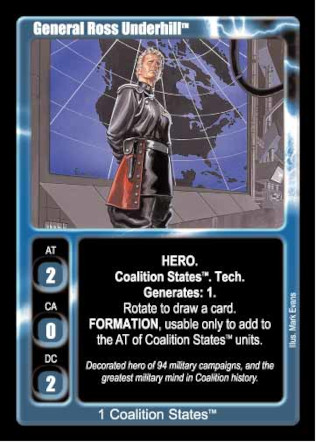 General Ross Underhill™
AT
2
CA
0
DC
2
HERO.
Coalition States™. Tech.
Generates: 1.
Rotate to draw a card.
FORMATION, usable only to add to
the AT of Coalition States™ units.
Decorated hero of 94 military campaigns, and the
greatest military mind in Coalition history.
Illus. Mark Evans
1 Coalition States™